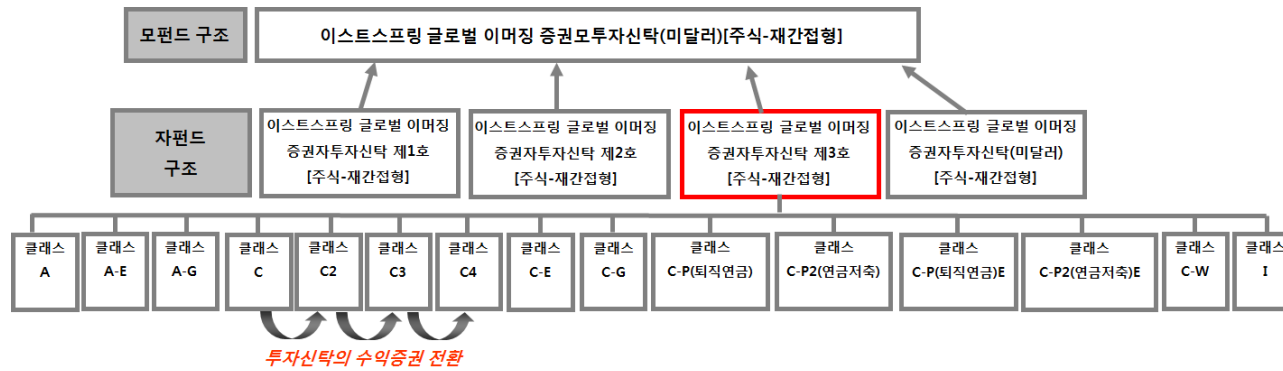 모펀드 구조
이스트스프링 글로벌 이머징 증권모투자신탁(미달러)[주식-재간접형]
자펀드
구조
이스트스프링 글로벌 이머징
증권자투자신탁 제1호
[주식-재간접형]
이스트스프링 글로벌 이머징
증권자투자신탁 제2호
[주식-재간접형]
이스트스프링 글로벌 이머징
증권자투자신탁 제3호
[주식-재간접형]
이스트스프링 글로벌 이머징
증권자투자신탁(미달러)
[주식-재간접형]
클래스
A
클래스
A-E
클래스
A-G
클래스
C
클래스
C2
클래스
C3
클래스
C4
클래스
C-E
클래스
C-G
클래스
C-P(퇴직연금)
클래스
C-P2(연금저축)
클래스
C-P(퇴직연금)E
클래스
C-P2(연금저축)E
클래스
C-W
클래스
I
투자신탁의 수익증권 전환